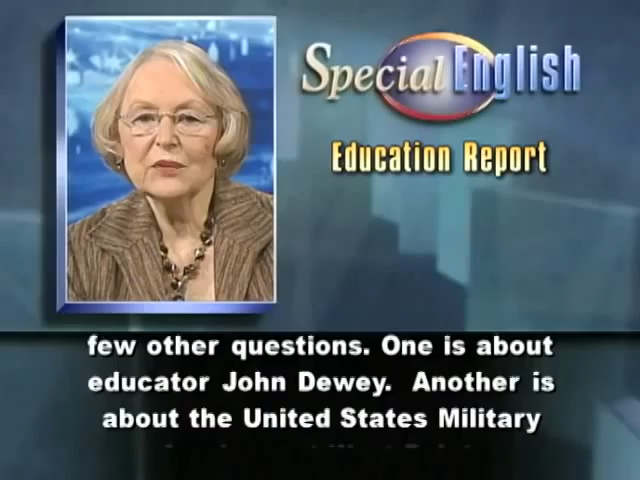 Special English
Education Report
few other questions. One is about
educator John Dewey. Another is
about the United States Military